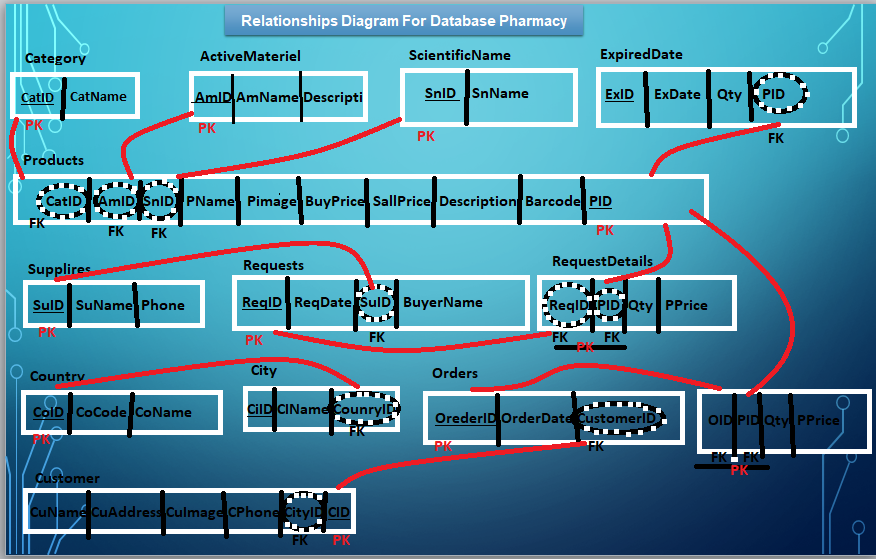 Relationships Diagram For Database Pharmacy
Category
ActiveMateriel
ScientificName
ExpiredDate
CatID CatName
AmID AmName Descripti
SnID SnName
ExID ExDate Qty PID
PK
PK
PK
FK
Products
CatID AmID SnID PName Pimage BuyPrice SallPrice Description Barcode PID
FK FK FK PK
Supplires
Requests
RequestDetails
SuID SuName Phone
ReqID ReqDate SuID BuyerName
ReqID PID Qty PPrice
PK
PK FK
FK PK FK
Country
City
Orders
CoID CoCode CoName
CiID CIName CounryID
OrederID OrderDate CustomerID
OID PID Qty PPrice
PK
FK
PK FK
FK FK
PK
Customer
CuName CuAddress CuImage CPhone CityID CID
FK PK